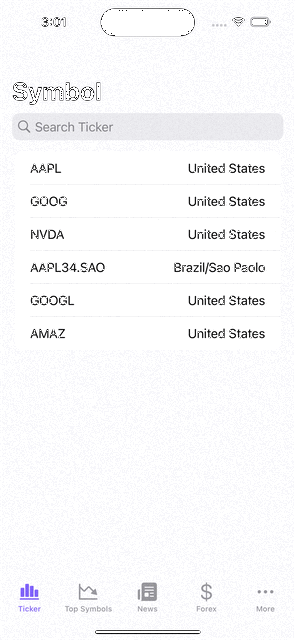 3:01
Symbol
Search Ticker
AAPL United States
GOOG United States
NVDA United States
AAPL34.SAO Brazil/Sao Paolo
GOOGL United States
AMAZ United States
Ticker Top Symbols News Forex More